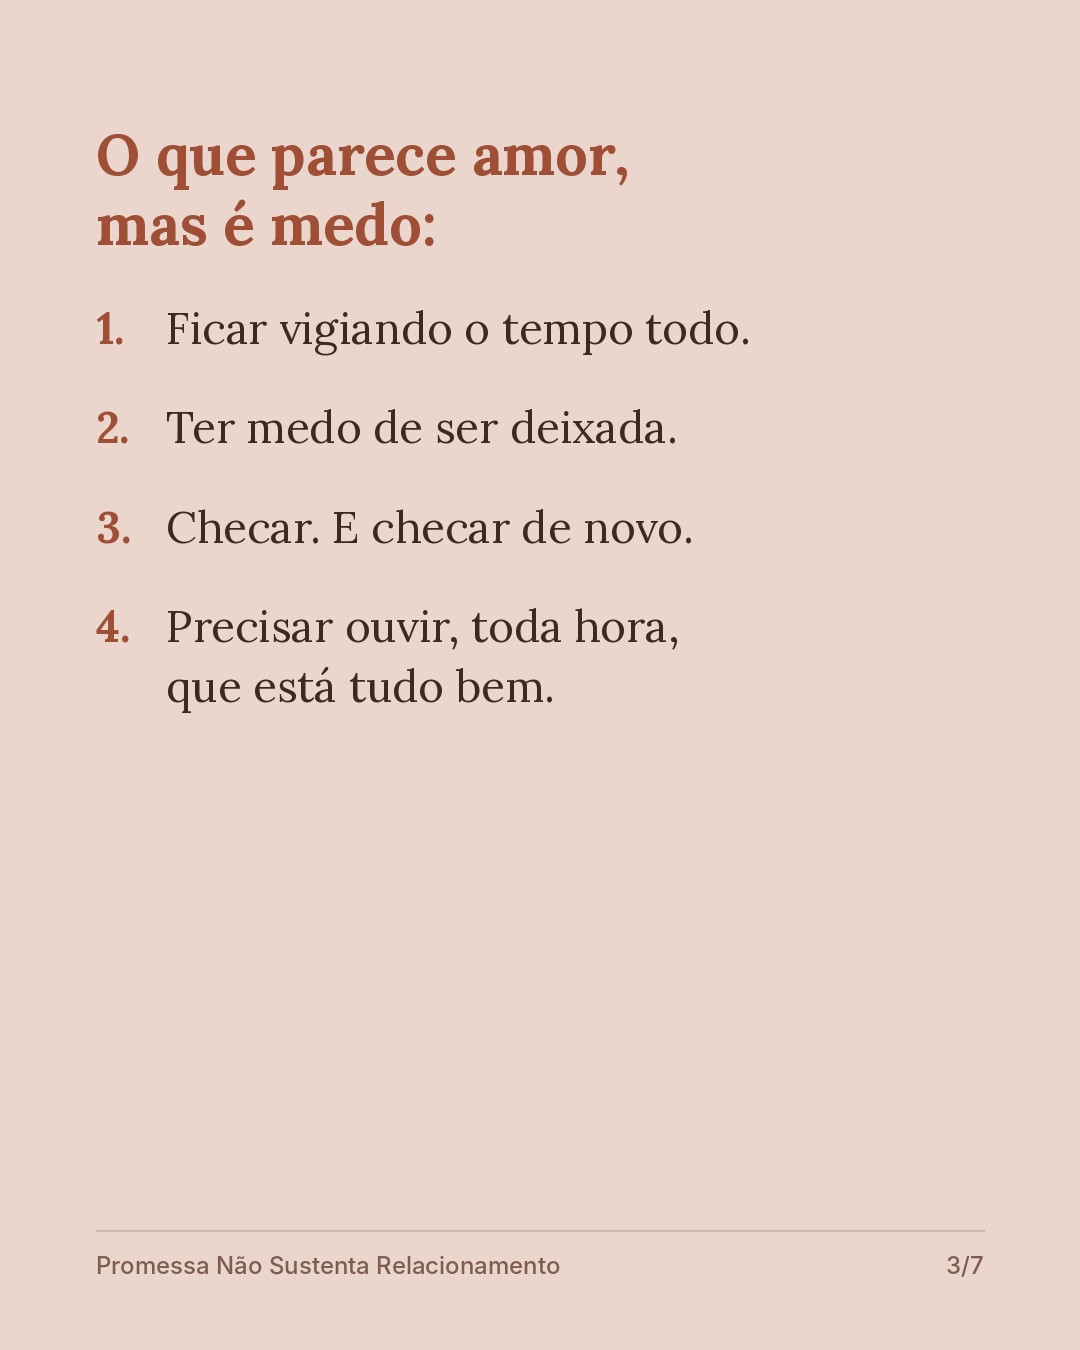 O que parece amor,
mas é medo:
1. Ficar vigiando o tempo todo.
2. Ter medo de ser deixada.
3. Checar. E checar de novo.
4. Precisar ouvir, toda hora,
que está tudo bem.
Promessa Não Sustenta Relacionamento 3/7